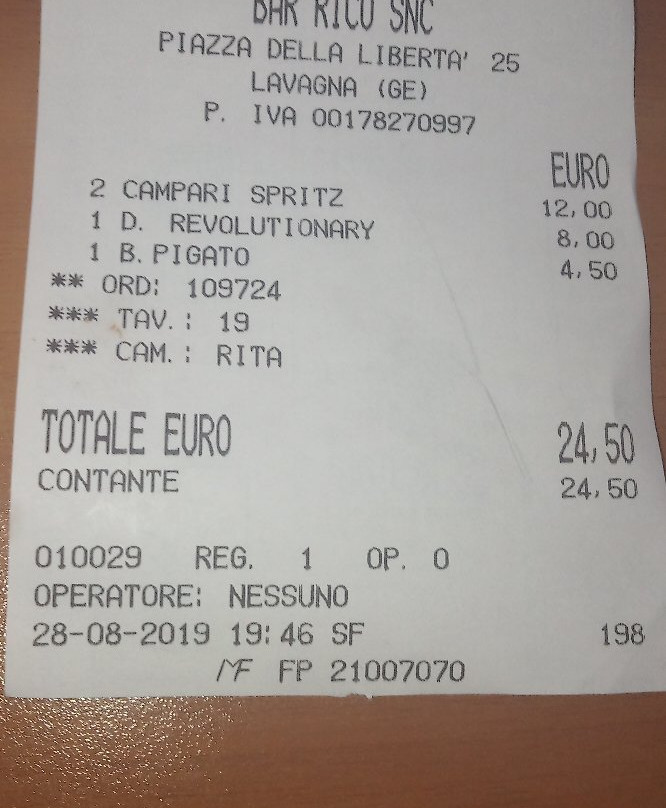 BAR RICO SNC
PIAZZA DELLA LIBERTA' 25
LAVAGNA (GE)
P. IVA 00178270997
EURO
2 CAMPARI SPRITZ 12,00
1 D. REVOLUTIONARY 8,00
1 B. PIGATO 4,50
** ORD: 109724
*** TAV.: 19
*** CAM.: RITA
TOTALE EURO 24,50
CONTANTE 24,50
010029 REG. 1 OP. 0
OPERATORE: NESSUNO
28-08-2019 19:46 SF 198
MF FP 21007070